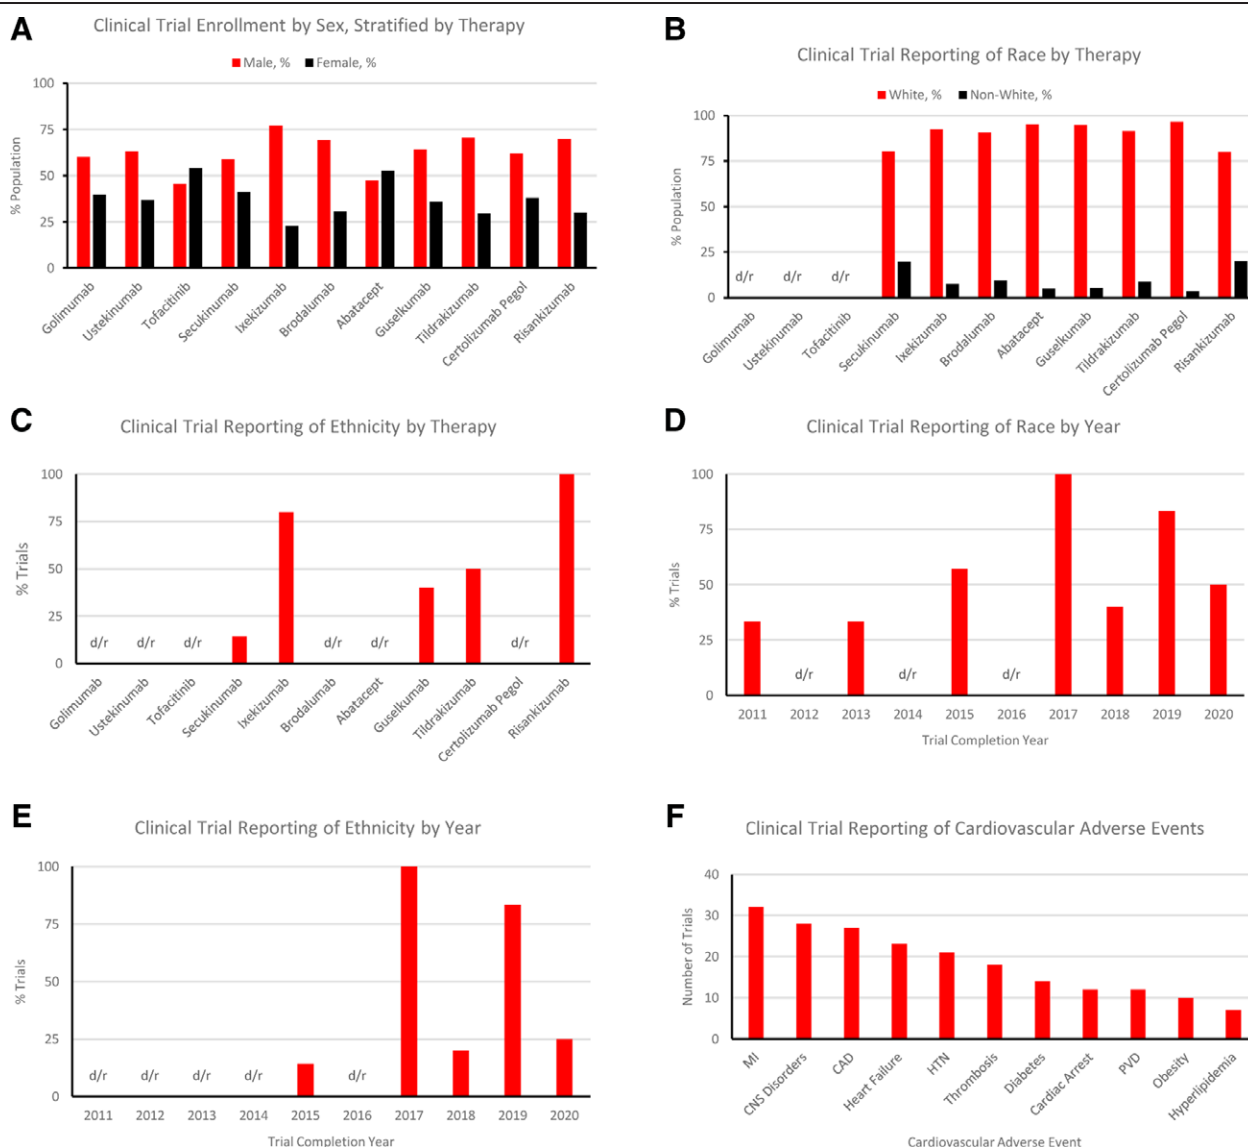 A
Clinical Trial Enrollment by Sex, Stratified by Therapy
Male, % Female, %
100
75
50
25
0
% Population
Golimumab
Ustekinumab
Tofacitinib
Secukinumab
Ixekizumab
Brodalumab
Abatacept
Guselkumab
Tildrakizumab
Certolizumab Pegol
Risankizumab
B
Clinical Trial Reporting of Race by Therapy
White, % Non-White, %
100
75
50
25
0
% Population
d/r d/r d/r
Golimumab
Ustekinumab
Tofacitinib
Secukinumab
Ixekizumab
Brodalumab
Abatacept
Guselkumab
Tildrakizumab
Certolizumab Pegol
Risankizumab
C
Clinical Trial Reporting of Ethnicity by Therapy
100
75
50
25
0
% Trials
d/r d/r d/r d/r d/r d/r
Golimumab
Ustekinumab
Tofacitinib
Secukinumab
Ixekizumab
Brodalumab
Abatacept
Guselkumab
Tildrakizumab
Certolizumab Pegol
Risankizumab
D
Clinical Trial Reporting of Race by Year
100
75
50
25
0
% Trials
d/r d/r d/r
2011 2012 2013 2014 2015 2016 2017 2018 2019 2020
Trial Completion Year
E
Clinical Trial Reporting of Ethnicity by Year
100
75
50
25
0
% Trials
d/r d/r d/r d/r d/r
2011 2012 2013 2014 2015 2016 2017 2018 2019 2020
Trial Completion Year
F
Clinical Trial Reporting of Cardiovascular Adverse Events
40
30
20
10
0
Number of Trials
MI
CNS Disorders
CAD
Heart Failure
HTN
Thrombosis
Diabetes
Cardiac Arrest
PVD
Obesity
Hyperlipidemia
Cardiovascular Adverse Event